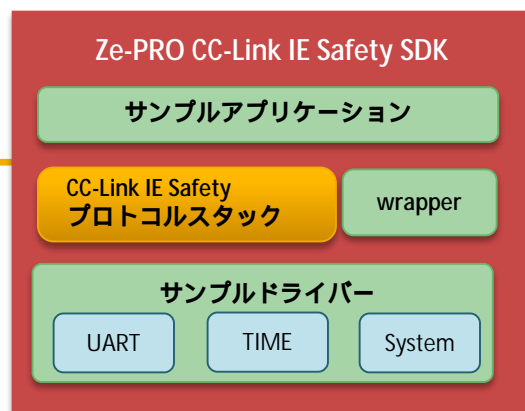 Ze-PRO CC-Link IE Safety SDK
サンプルアプリケーション
CC-Link IE Safety
プロトコルスタック
wrapper
サンプルドライバー
UART
TIME
System